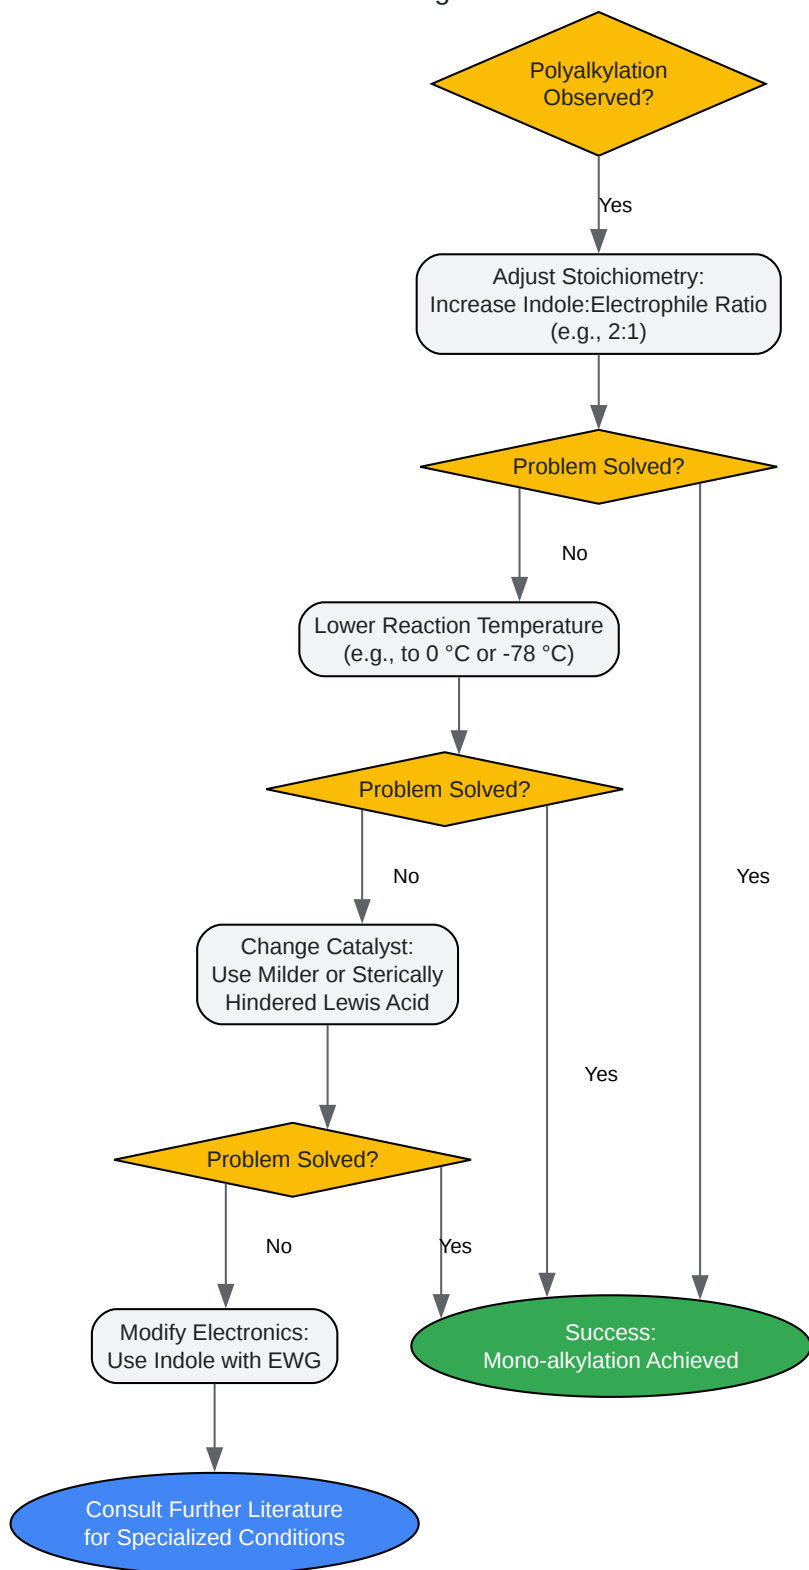 Polyalkylation
Observed?
Yes
Adjust Stoichiometry:
Increase Indole:Electrophile Ratio
(e.g., 2:1)
Problem Solved?
No
Lower Reaction Temperature
(e.g., to 0 °C or -78 °C)
Problem Solved?
No
Yes
Change Catalyst:
Use Milder or Sterically
Hindered Lewis Acid
Yes
Problem Solved?
No
Yes
Modify Electronics:
Use Indole with EWG
Success:
Mono-alkylation Achieved
Consult Further Literature
for Specialized Conditions